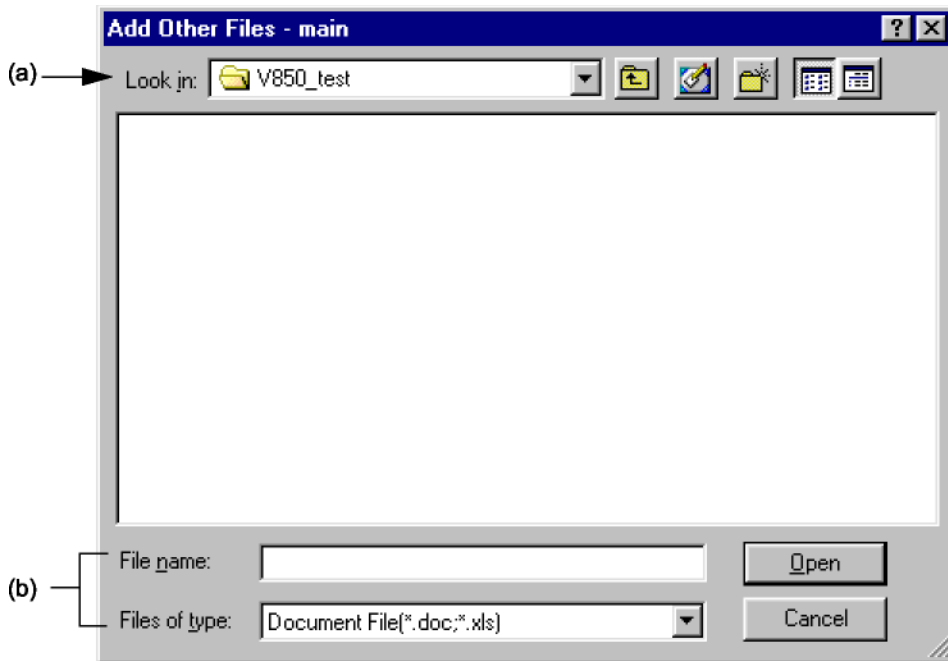 Add Other Files - main
(a) Look in: V850_test
(b)
File name: Open
Files of type: Document File(*.doc;*.xls) Cancel